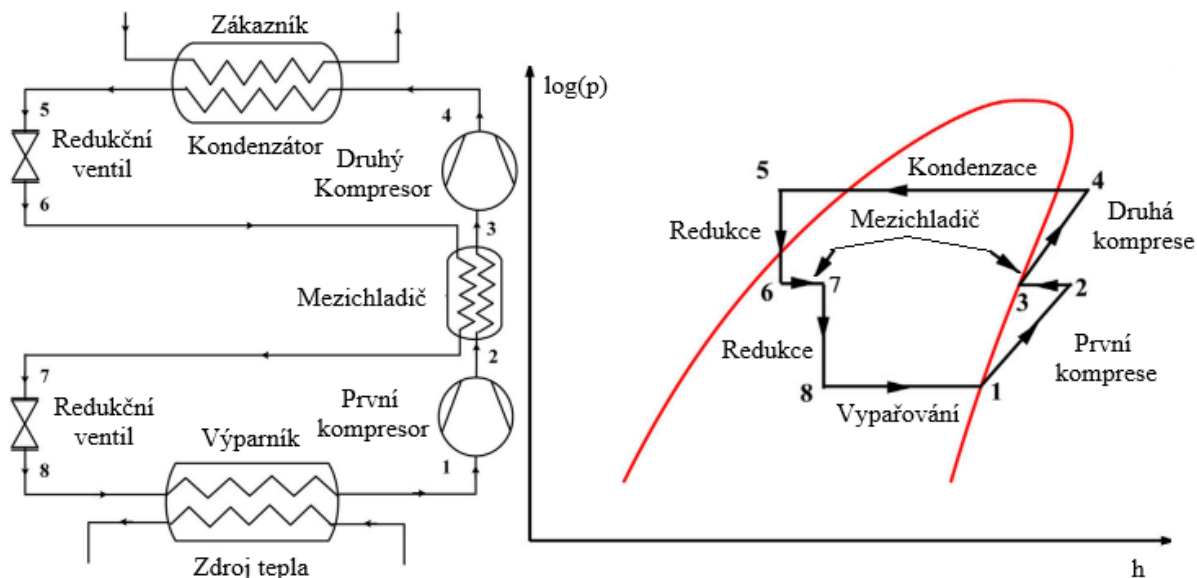 Zákazník
5
Redukční
ventil
Kondenzátor
4
Druhý
Kompresor
6
3
Mezichladič
7
2
Redukční
ventil
První
kompresor
Výparník
8
1
Zdroj tepla
log(p)
5
Kondenzace
4
Redukce
Mezichladič
Druhá
komprese
6
7
3
2
Redukce
První
komprese
8
1
Vypařování
h